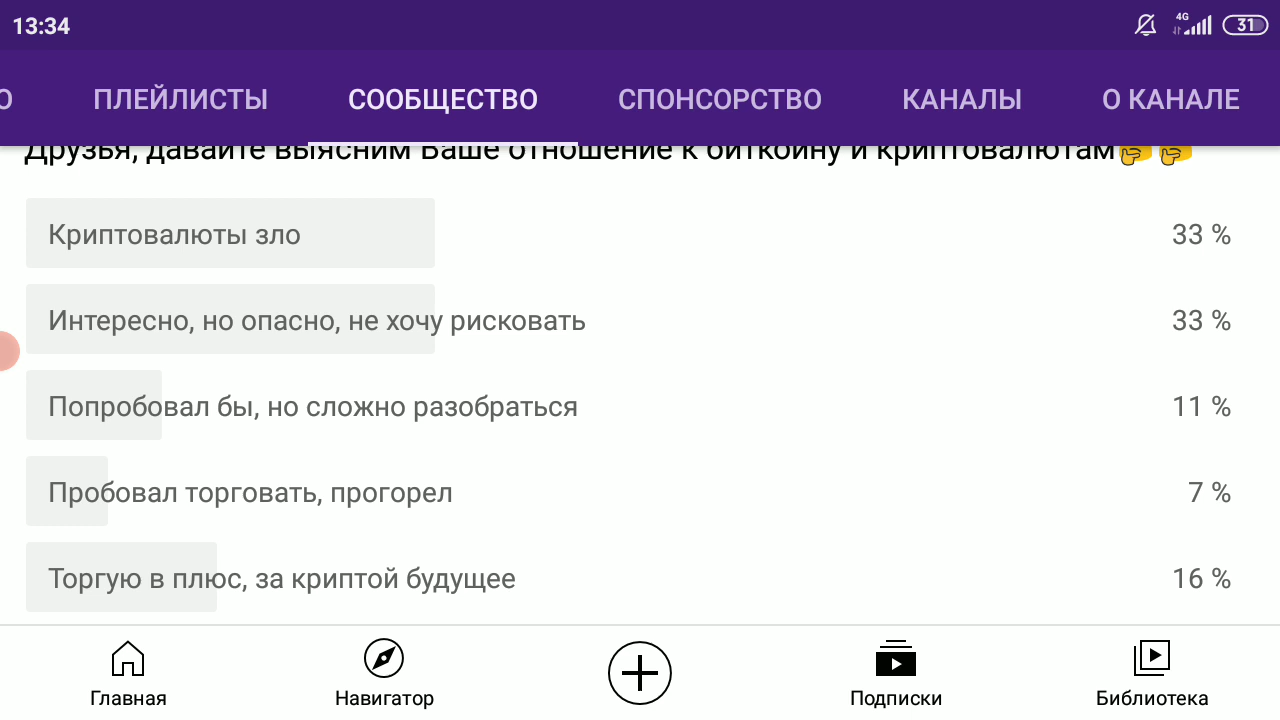 13:34
4G
31
О
ПЛЕЙЛИСТЫ
СООБЩЕСТВО
СПОНСОРСТВО
КАНАЛЫ
О КАНАЛЕ
Друзья, давайте выясним Ваше отношение к биткоину и криптовалютам
Криптовалюты зло 33 %
Интересно, но опасно, не хочу рисковать 33 %
Попробовал бы, но сложно разобраться 11 %
Пробовал торговать, прогорел 7 %
Торгую в плюс, за криптой будущее 16 %
Главная
Навигатор
Подписки
Библиотека